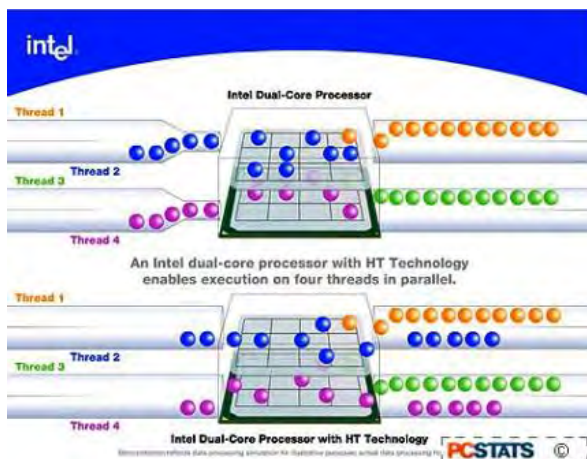 intel
Intel Dual-Core Processor
Thread 1
Thread 2
Thread 3
Thread 4
An Intel dual-core processor with HT Technology
enables execution on four threads in parallel.
Thread 1
Thread 2
Thread 3
Thread 4
Intel Dual-Core Processor with HT Technology
PCSTATS ©